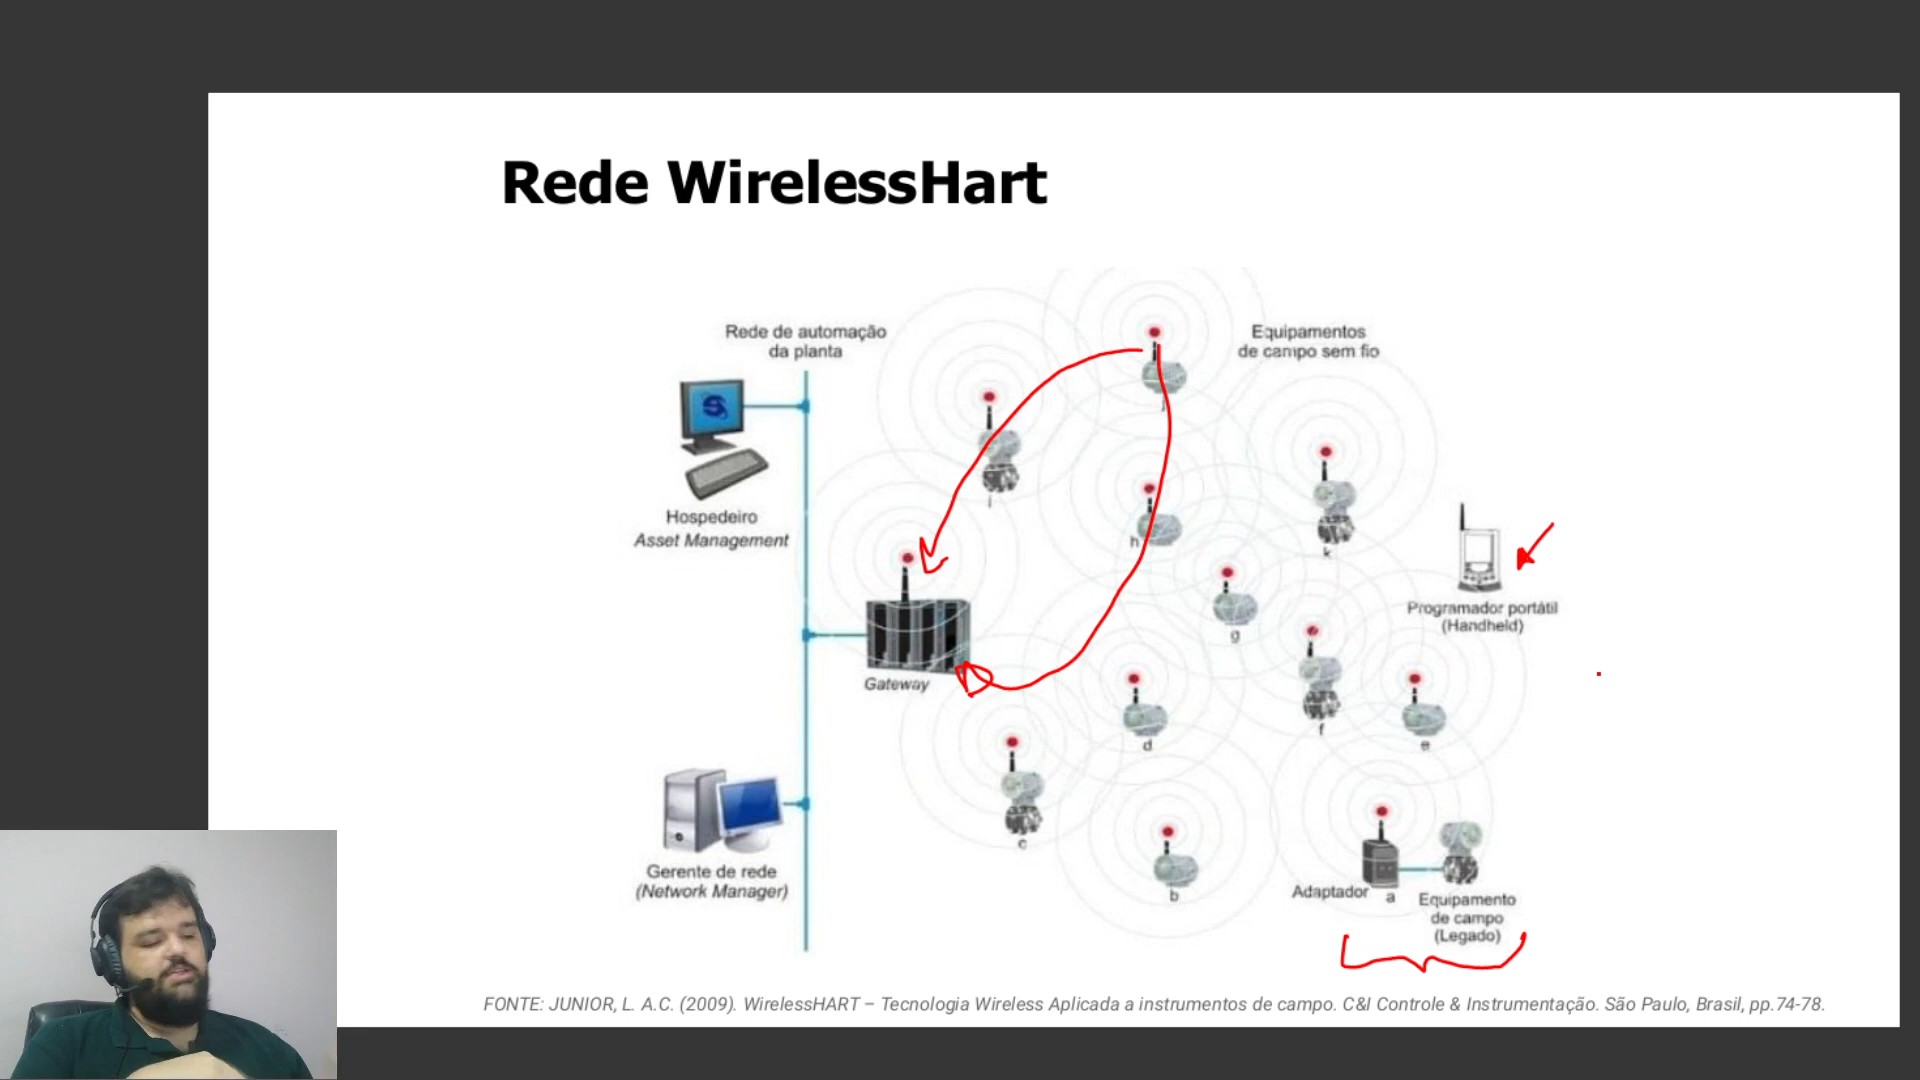 Rede WirelessHart
Rede de automação
da planta
Equipamentos
de campo sem fio
j
i
Hospedeiro
Asset Management
h
k
Programador portátil
(Handheld)
g
Gateway
f
d
e
c
Gerente de rede
(Network Manager)
b
Adaptador
a
Equipamento
de campo
(Legado)
FONTE: JUNIOR, L. A.C. (2009). WirelessHART – Tecnologia Wireless Aplicada a instrumentos de campo. C&I Controle & Instrumentação. São Paulo, Brasil, pp.74-78.